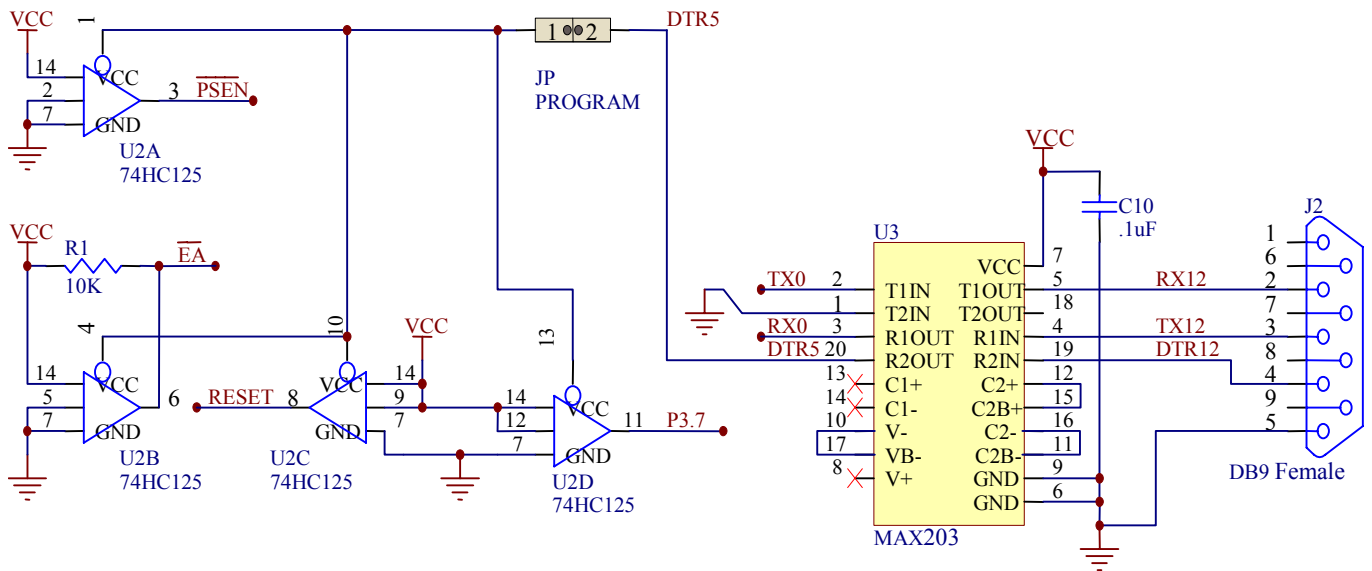 VCC
1
14
VCC
2
3
PSEN
7
GND
U2A
74HC125
1 2
DTR5
JP
PROGRAM
VCC
R1
10K
EA
4
14
VCC
5
6
7
GND
U2B
74HC125
10
VCC
VCC
14
9
7
GND
RESET
8
U2C
74HC125
13
14
VCC
12
11
P3.7
7
GND
U2D
74HC125
VCC
C10
.1uF
U3
VCC
7
TX0
2
T1IN
T1OUT
5
RX12
1
T2IN
T2OUT
18
RX0
3
R1OUT
R1IN
4
TX12
DTR5
20
R2OUT
R2IN
19
DTR12
13
C1+
C2+
12
14
C1-
C2B+
15
10
V-
C2-
16
17
VB-
C2B-
11
8
V+
GND
9
GND
6
MAX203
J2
1
6
2
7
3
8
4
9
5
DB9 Female